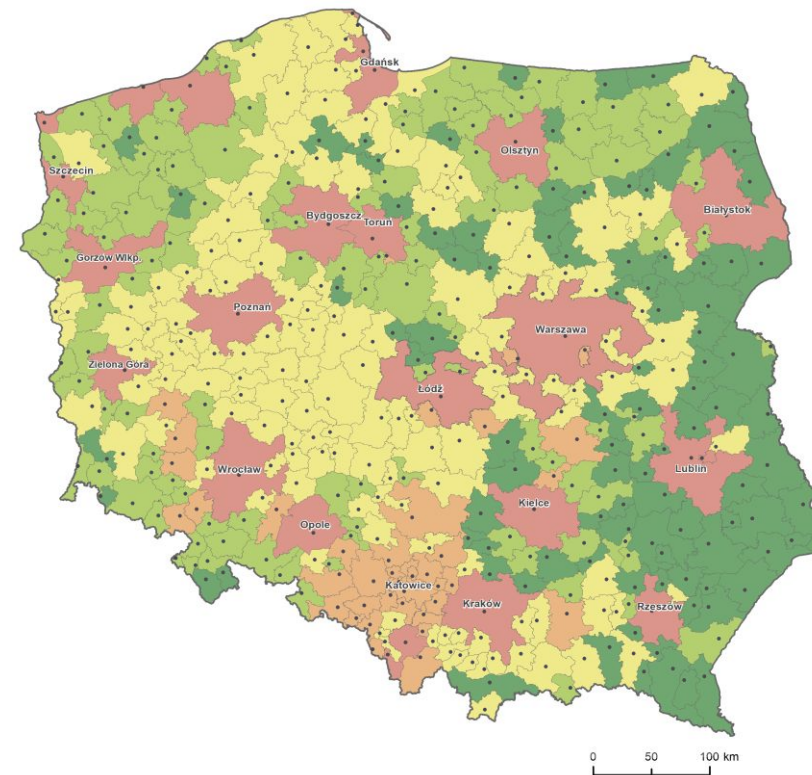 Gdańsk
Olsztyn
Szczecin
Białystok
Bydgoszcz
Toruń
Gorzów Wlkp.
Poznań
Warszawa
Zielona Góra
Łódź
Wrocław
Lublin
Kielce
Opole
Katowice
Kraków
Rzeszów
0 50 100 km